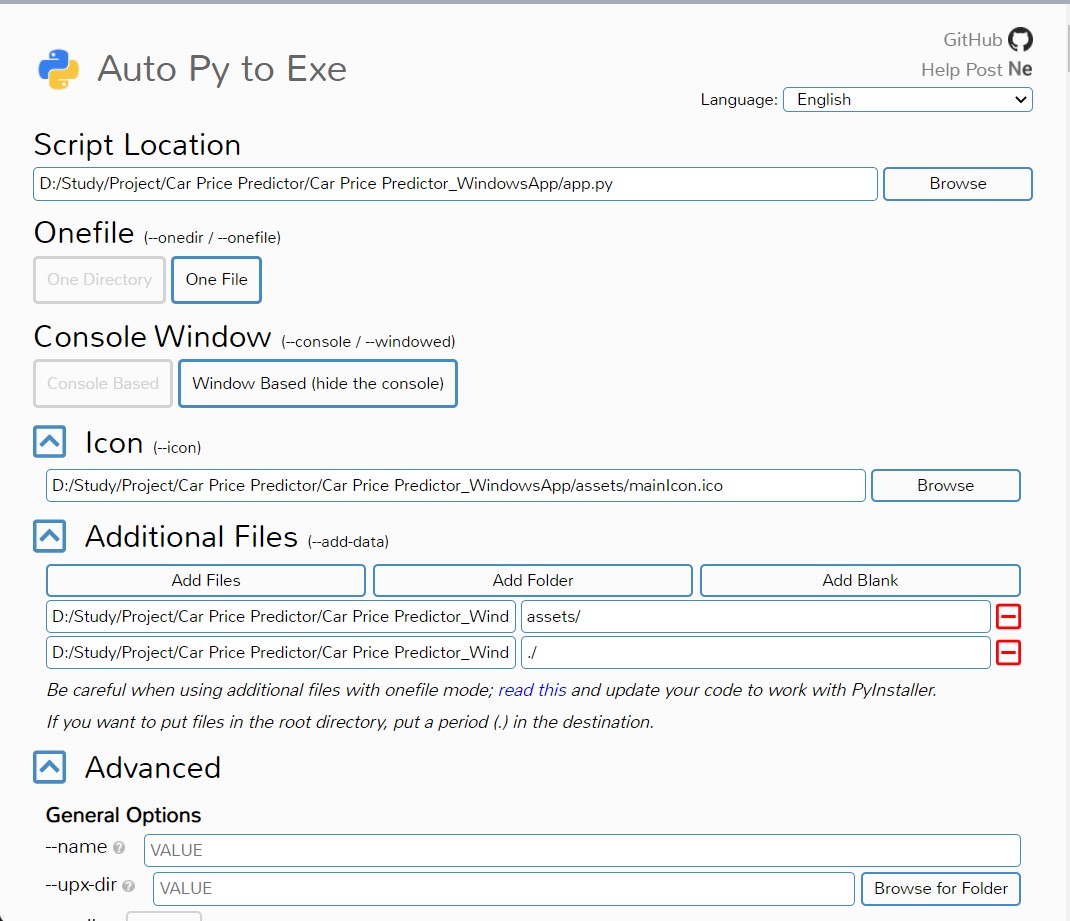 GitHub
Auto Py to Exe
Help Post Ne
Language: English
Script Location
D:/Study/Project/Car Price Predictor/Car Price Predictor_WindowsApp/app.py Browse
Onefile (--onedir / --onefile)
One Directory One File
Console Window (--console / --windowed)
Console Based Window Based (hide the console)
Icon (--icon)
D:/Study/Project/Car Price Predictor/Car Price Predictor_WindowsApp/assets/mainIcon.ico Browse
Additional Files (--add-data)
Add Files Add Folder Add Blank
D:/Study/Project/Car Price Predictor/Car Price Predictor_Wind assets/
D:/Study/Project/Car Price Predictor/Car Price Predictor_Wind ./
Be careful when using additional files with onefile mode; read this and update your code to work with PyInstaller.
If you want to put files in the root directory, put a period (.) in the destination.
Advanced
General Options
--name ? VALUE
--upx-dir ? VALUE Browse for Folder